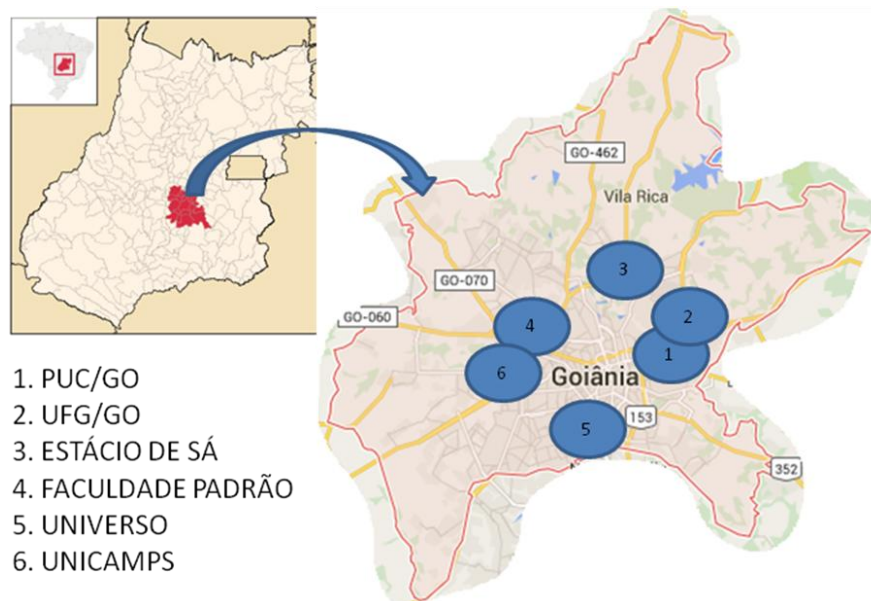 GO-462
Vila Rica
3
GO-070
GO-060
2
4
1
6
Goiânia
5
153
352
1. PUC/GO
2. UFG/GO
3. ESTÁCIO DE SÁ
4. FACULDADE PADRÃO
5. UNIVERSO
6. UNICAMPS